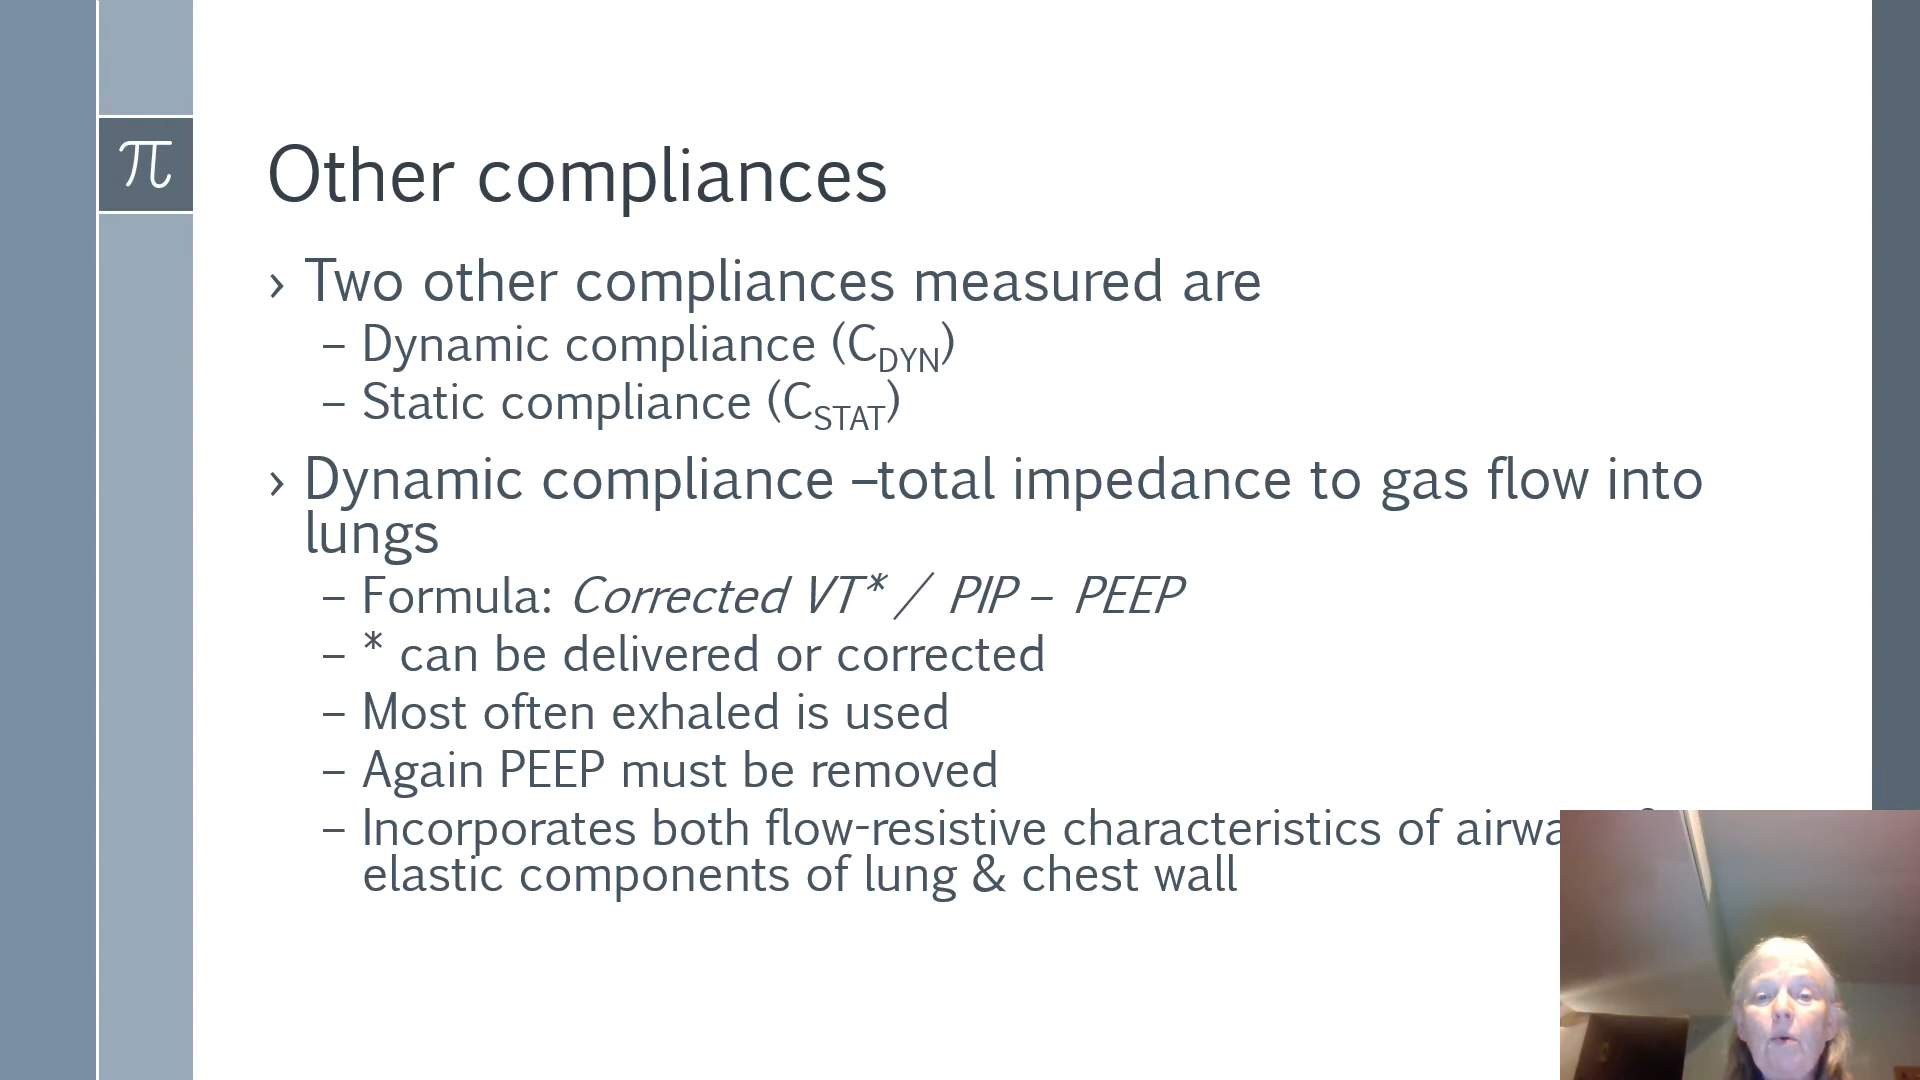 π
Other compliances
› Two other compliances measured are
– Dynamic compliance (CDYN)
– Static compliance (CSTAT)
› Dynamic compliance –total impedance to gas flow into
lungs
– Formula: Corrected VT* / PIP – PEEP
– * can be delivered or corrected
– Most often exhaled is used
– Again PEEP must be removed
– Incorporates both flow-resistive characteristics of
elastic components of lung & chest wall